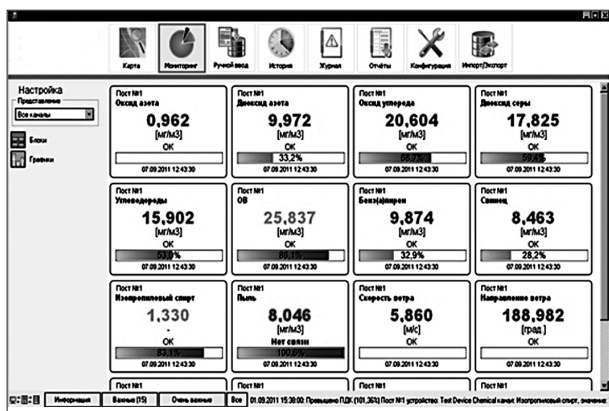 Карта
Мониторинг
Ручной ввод
История
Журнал
Отчёты
Конфигурация
Импорт/Экспорт
Настройка
Представление
Все каналы
Блоки
Графики
Пост №1
Оксид азота
0,962
[мг/м3]
OK
07.09.2011 12:43:30
Пост №1
Диоксид азота
9,972
[мг/м3]
OK
33,2%
07.09.2011 12:43:30
Пост №1
Оксид углерода
20,604
[мг/м3]
OK
68,7%
07.09.2011 12:43:30
Пост №1
Диоксид серы
17,825
[мг/м3]
OK
59,4%
07.09.2011 12:43:30
Пост №1
Углеводороды
15,902
[мг/м3]
OK
53,0%
07.09.2011 12:43:30
Пост №1
ОВ
25,837
[мг/м3]
OK
86,1%
07.09.2011 12:43:30
Пост №1
Бенз(а)пирен
9,874
[мг/м3]
OK
32,9%
07.09.2011 12:43:30
Пост №1
Свинец
8,463
[мг/м3]
OK
28,2%
07.09.2011 12:43:30
Пост №1
Изопропиловый спирт
1,330
-
OK
83,1%
07.09.2011 12:43:30
Пост №1
Пыль
8,046
[мг/м3]
Нет связи
100,6%
07.09.2011 12:43:30
Пост №1
Скорость ветра
5,860
[м/с]
OK
07.09.2011 12:43:30
Пост №1
Направление ветра
188,982
[град.]
OK
07.09.2011 12:43:30
Пост №1
Пост №1
Пост №1
Пост №1
Информация
Важные (15)
Очень важные
Все
01.09.2011 15:38:00: Превышено ПДК (101,36%) Пост №1 устройство: Test Device Chemical канал: Изопропиловый спирт, значение: